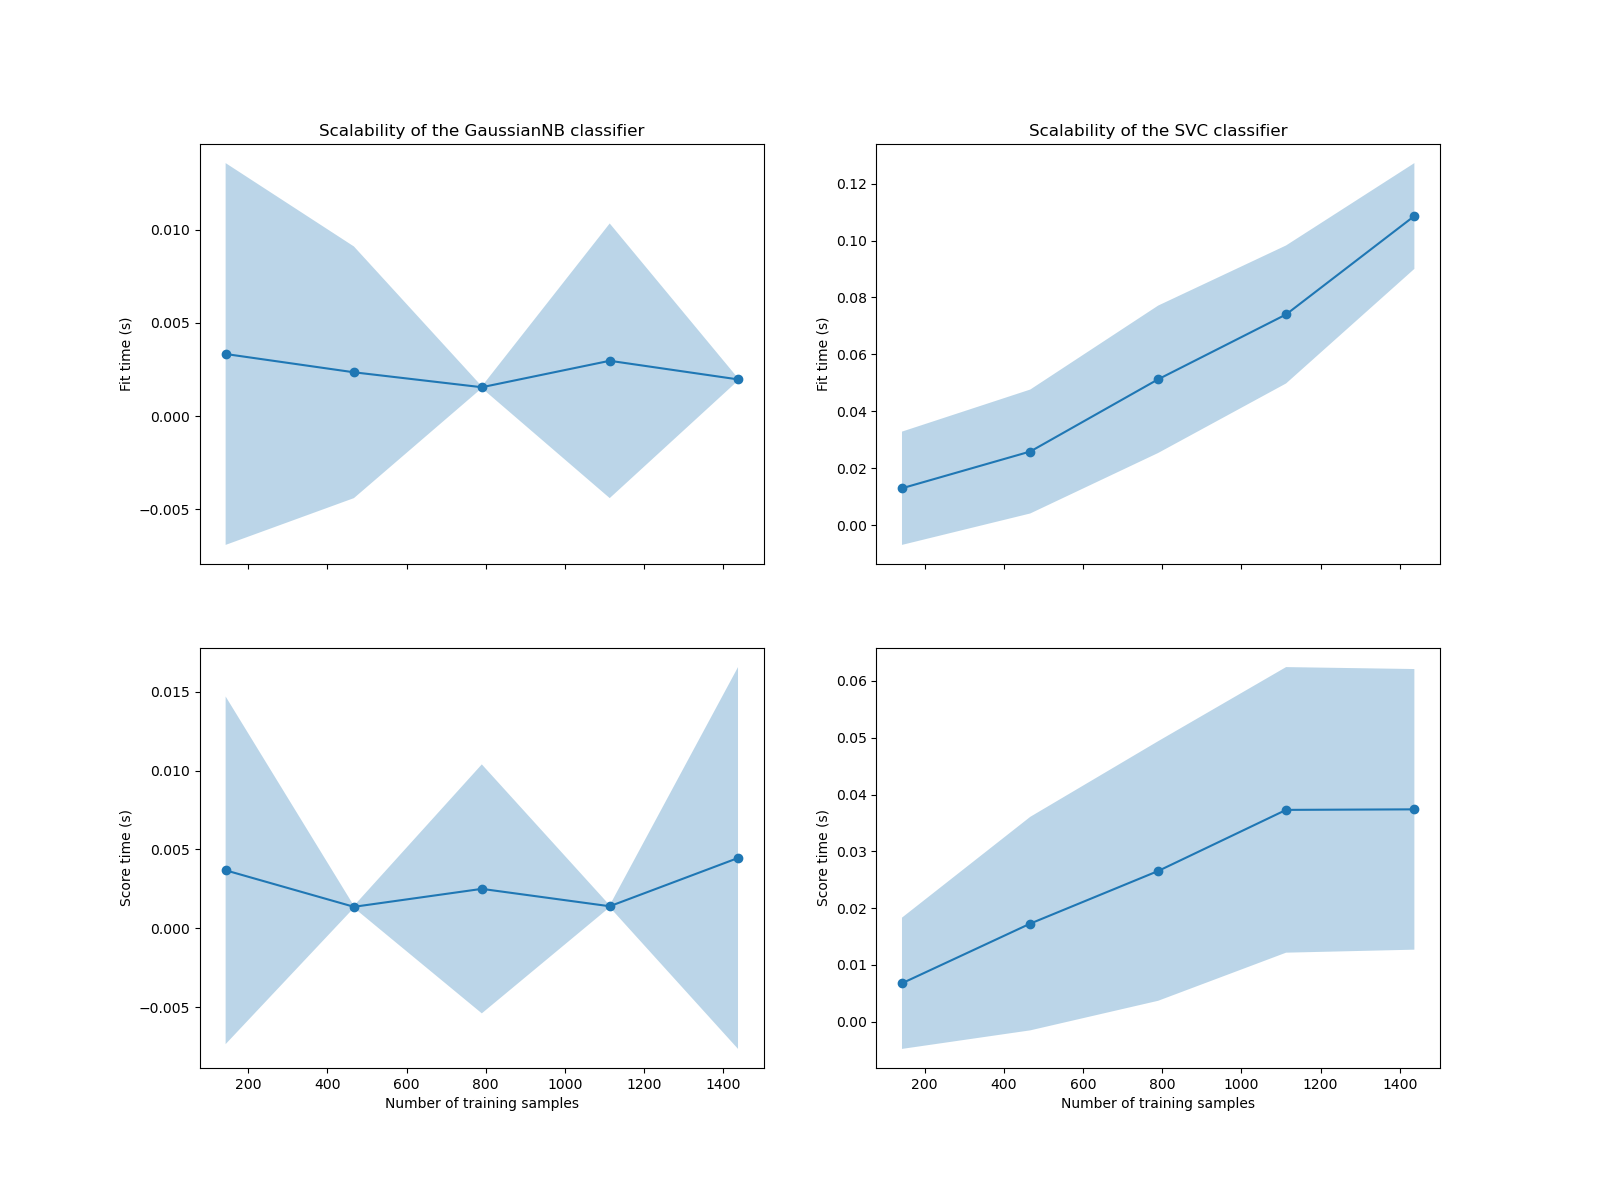 Scalability of the GaussianNB classifier
0.010
0.005
0.000
−0.005
Fit time (s)
Scalability of the SVC classifier
0.12
0.10
0.08
0.06
0.04
0.02
0.00
Fit time (s)
0.015
0.010
0.005
0.000
−0.005
Score time (s)
200 400 600 800 1000 1200 1400
Number of training samples
0.06
0.05
0.04
0.03
0.02
0.01
0.00
Score time (s)
200 400 600 800 1000 1200 1400
Number of training samples